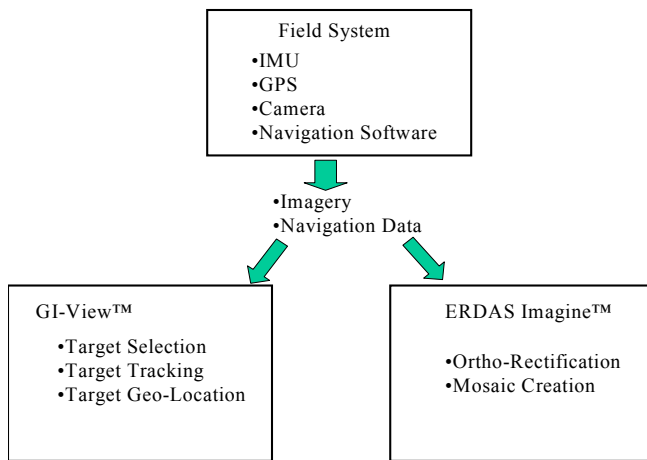 Field System
•IMU
•GPS
•Camera
•Navigation Software
•Imagery
•Navigation Data
GI-View™
•Target Selection
•Target Tracking
•Target Geo-Location
ERDAS Imagine™
•Ortho-Rectification
•Mosaic Creation